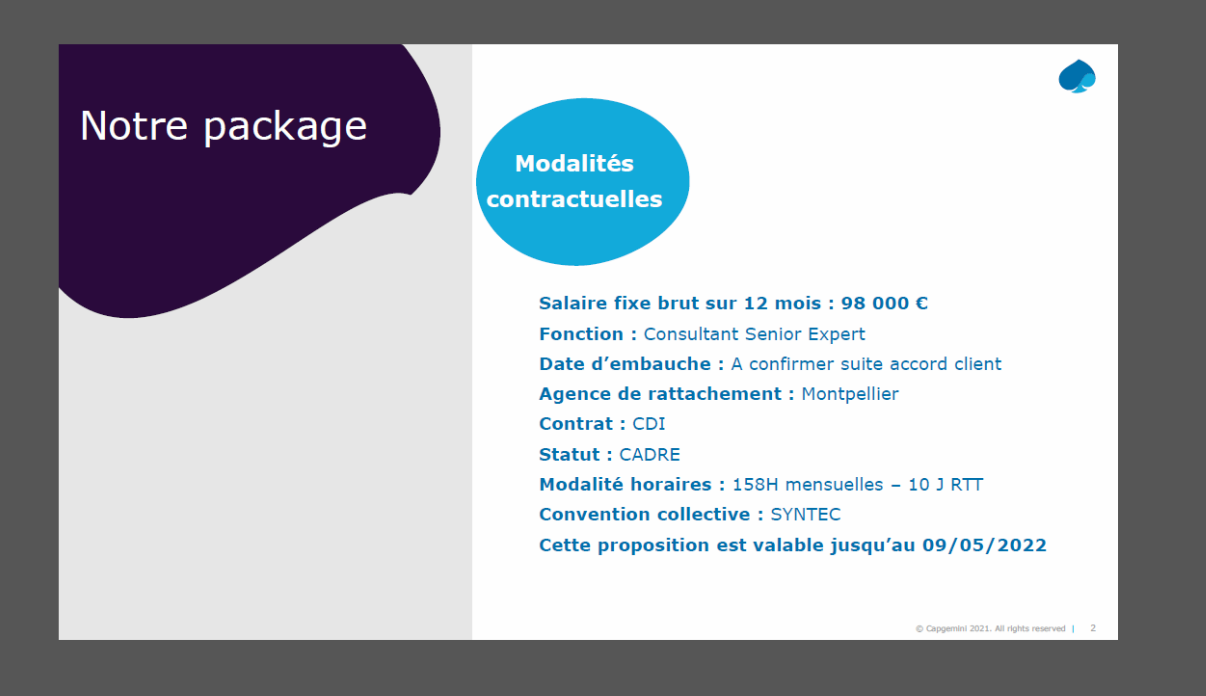 Notre package
Modalités
contractuelles
Salaire fixe brut sur 12 mois : 98 000 €
Fonction : Consultant Senior Expert
Date d’embauche : A confirmer suite accord client
Agence de rattachement : Montpellier
Contrat : CDI
Statut : CADRE
Modalité horaires : 158H mensuelles – 10 J RTT
Convention collective : SYNTEC
Cette proposition est valable jusqu’au 09/05/2022
© Capgemini 2021. All rights reserved | 2